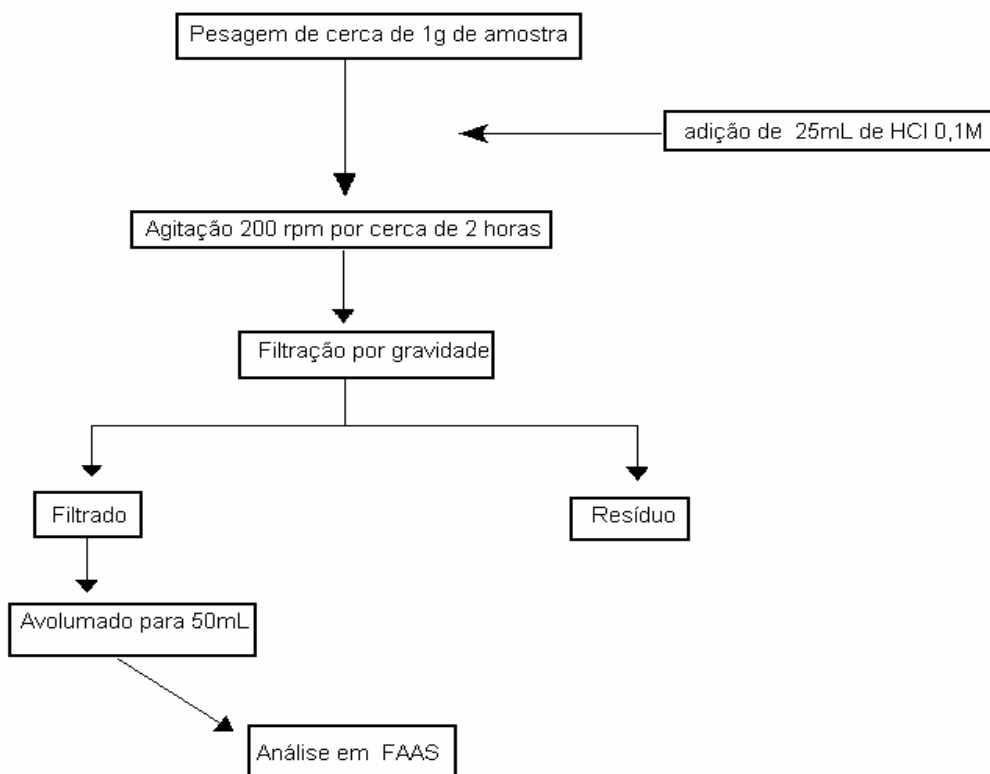 Pesagem de cerca de 1g de amostra
adição de 25mL de HCl 0,1M
Agitação 200 rpm por cerca de 2 horas
Filtração por gravidade
Filtrado
Resíduo
Avolumado para 50mL
Análise em FAAS